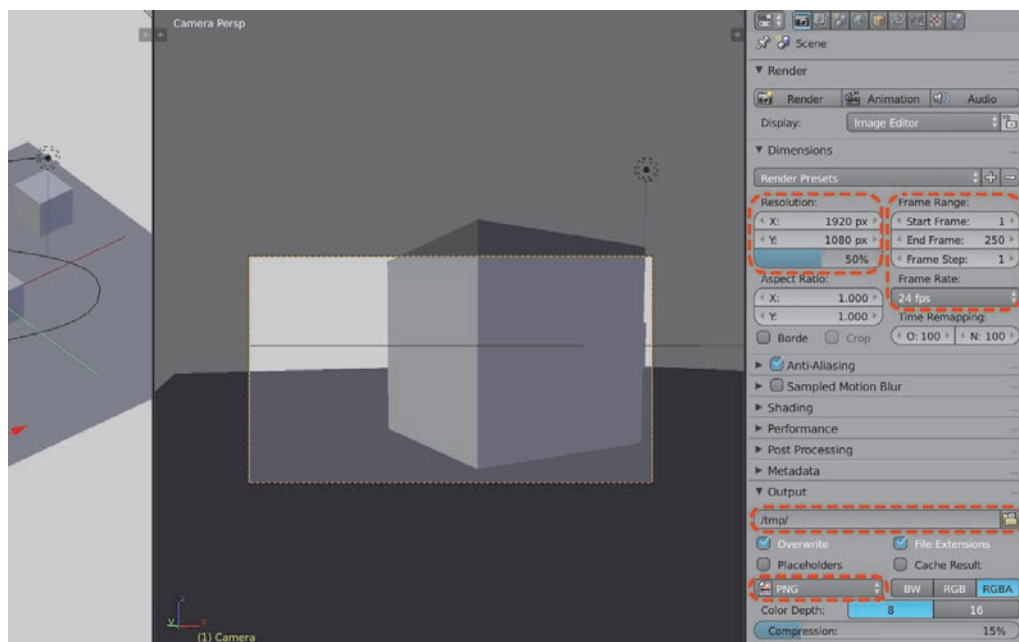 Camera Persp
Scene
Render
Render Animation Audio
Display: Image Editor
Dimensions
Render Presets
Resolution: Frame Range:
X: 1920 px Start Frame: 1
Y: 1080 px End Frame: 250
50% Frame Step: 1
Aspect Ratio: Frame Rate:
X: 1.000 24 fps
Y: 1.000 Time Remapping:
Borde Crop O: 100 N: 100
Anti-Aliasing
Sampled Motion Blur
Shading
Performance
Post Processing
Metadata
Output
/tmp/
Overwrite File Extensions
Placeholders Cache Result
PNG BW RGB RGBA
Color Depth: 8 16
Compression: 15%
z
y x
(1) Camera